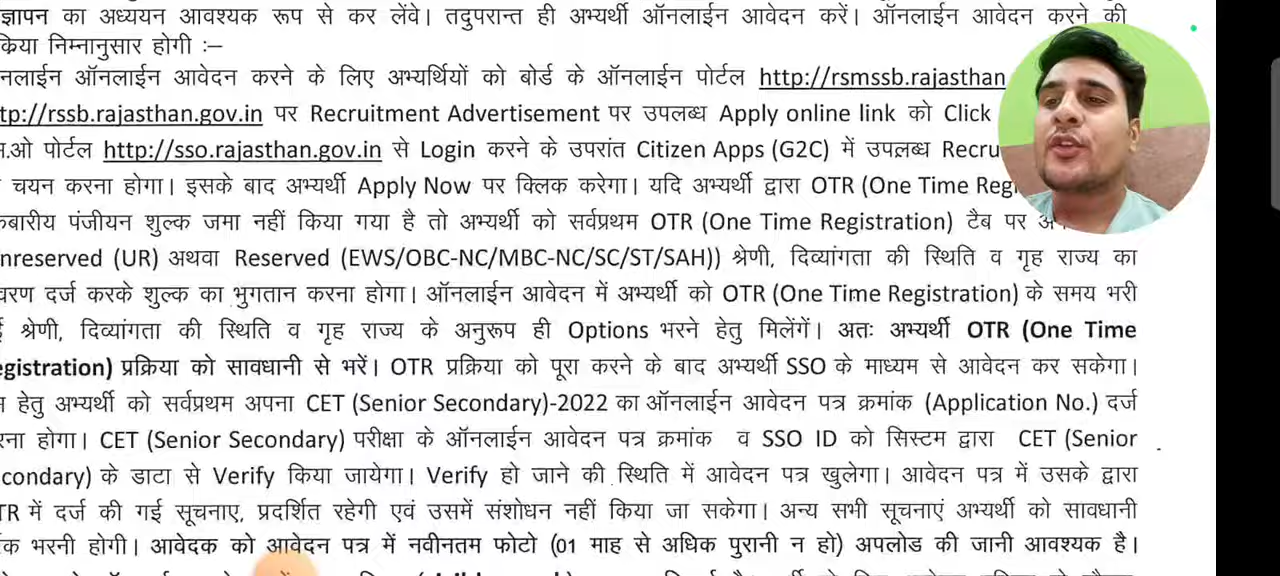 ज्ञापन का अध्ययन आवश्यक रूप से कर लेंवे। तदुपरान्त ही अभ्यर्थी ऑनलाईन आवेदन करें। ऑनलाईन आवेदन करने की
किया निम्नानुसार होगी :–
नलाईन ऑनलाईन आवेदन करने के लिए अभ्यर्थियों को बोर्ड के ऑनलाईन पोर्टल http://rsmssb.rajasthan
tp://rssb.rajasthan.gov.in पर Recruitment Advertisement पर उपलब्ध Apply online link को Click
स.ओ पोर्टल http://sso.rajasthan.gov.in से Login करने के उपरांत Citizen Apps (G2C) में उपलब्ध Recru
चयन करना होगा। इसके बाद अभ्यर्थी Apply Now पर क्लिक करेगा। यदि अभ्यर्थी द्वारा OTR (One Time Regi
कबारीय पंजीयन शुल्क जमा नहीं किया गया है तो अभ्यर्थी को सर्वप्रथम OTR (One Time Registration) टैब पर
nreserved (UR) अथवा Reserved (EWS/OBC-NC/MBC-NC/SC/ST/SAH)) श्रेणी, दिव्यांगता की स्थिति व गृह राज्य का
वरण दर्ज करके शुल्क का भुगतान करना होगा। ऑनलाईन आवेदन में अभ्यर्थी को OTR (One Time Registration) के समय भरी
ई श्रेणी, दिव्यांगता की स्थिति व गृह राज्य के अनुरूप ही Options भरने हेतु मिलेंगें। अतः अभ्यर्थी OTR (One Time
egistration) प्रक्रिया को सावधानी से भरें। OTR प्रक्रिया को पूरा करने के बाद अभ्यर्थी SSO के माध्यम से आवेदन कर सकेगा।
हेतु अभ्यर्थी को सर्वप्रथम अपना CET (Senior Secondary)-2022 का ऑनलाईन आवेदन पत्र क्रमांक (Application No.) दर्ज
रना होगा। CET (Senior Secondary) परीक्षा के ऑनलाईन आवेदन पत्र क्रमांक व SSO ID को सिस्टम द्वारा CET (Senior
condary) के डाटा से Verify किया जायेगा। Verify हो जाने की स्थिति में आवेदन पत्र खुलेगा। आवेदन पत्र में उसके द्वारा
TR में दर्ज की गई सूचनाए, प्रदर्शित रहेगी एवं उसमें संशोधन नहीं किया जा सकेगा। अन्य सभी सूचनाएं अभ्यर्थी को सावधानी
र्वक भरनी होगी। आवेदक को आवेदन पत्र में नवीनतम फोटो (01 माह से अधिक पुरानी न हो) अपलोड की जानी आवश्यक है।